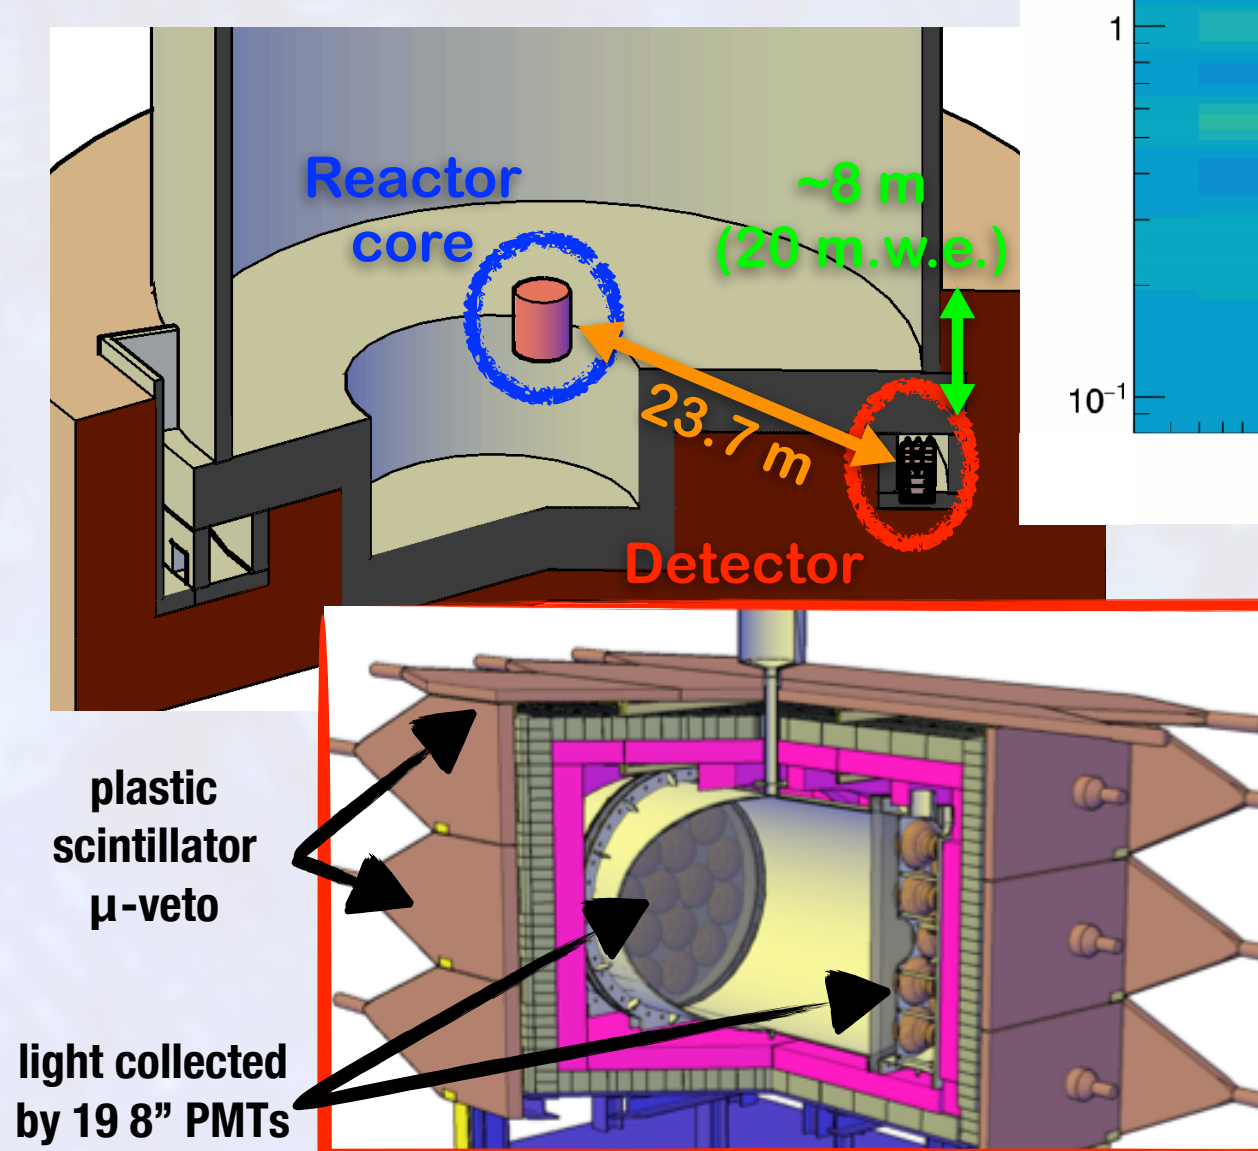 1
10⁻¹
Reactor
core
~8 m
(20 m.w.e.)
23.7 m
Detector
plastic
scintillator
μ-veto
light collected
by 19 8” PMTs